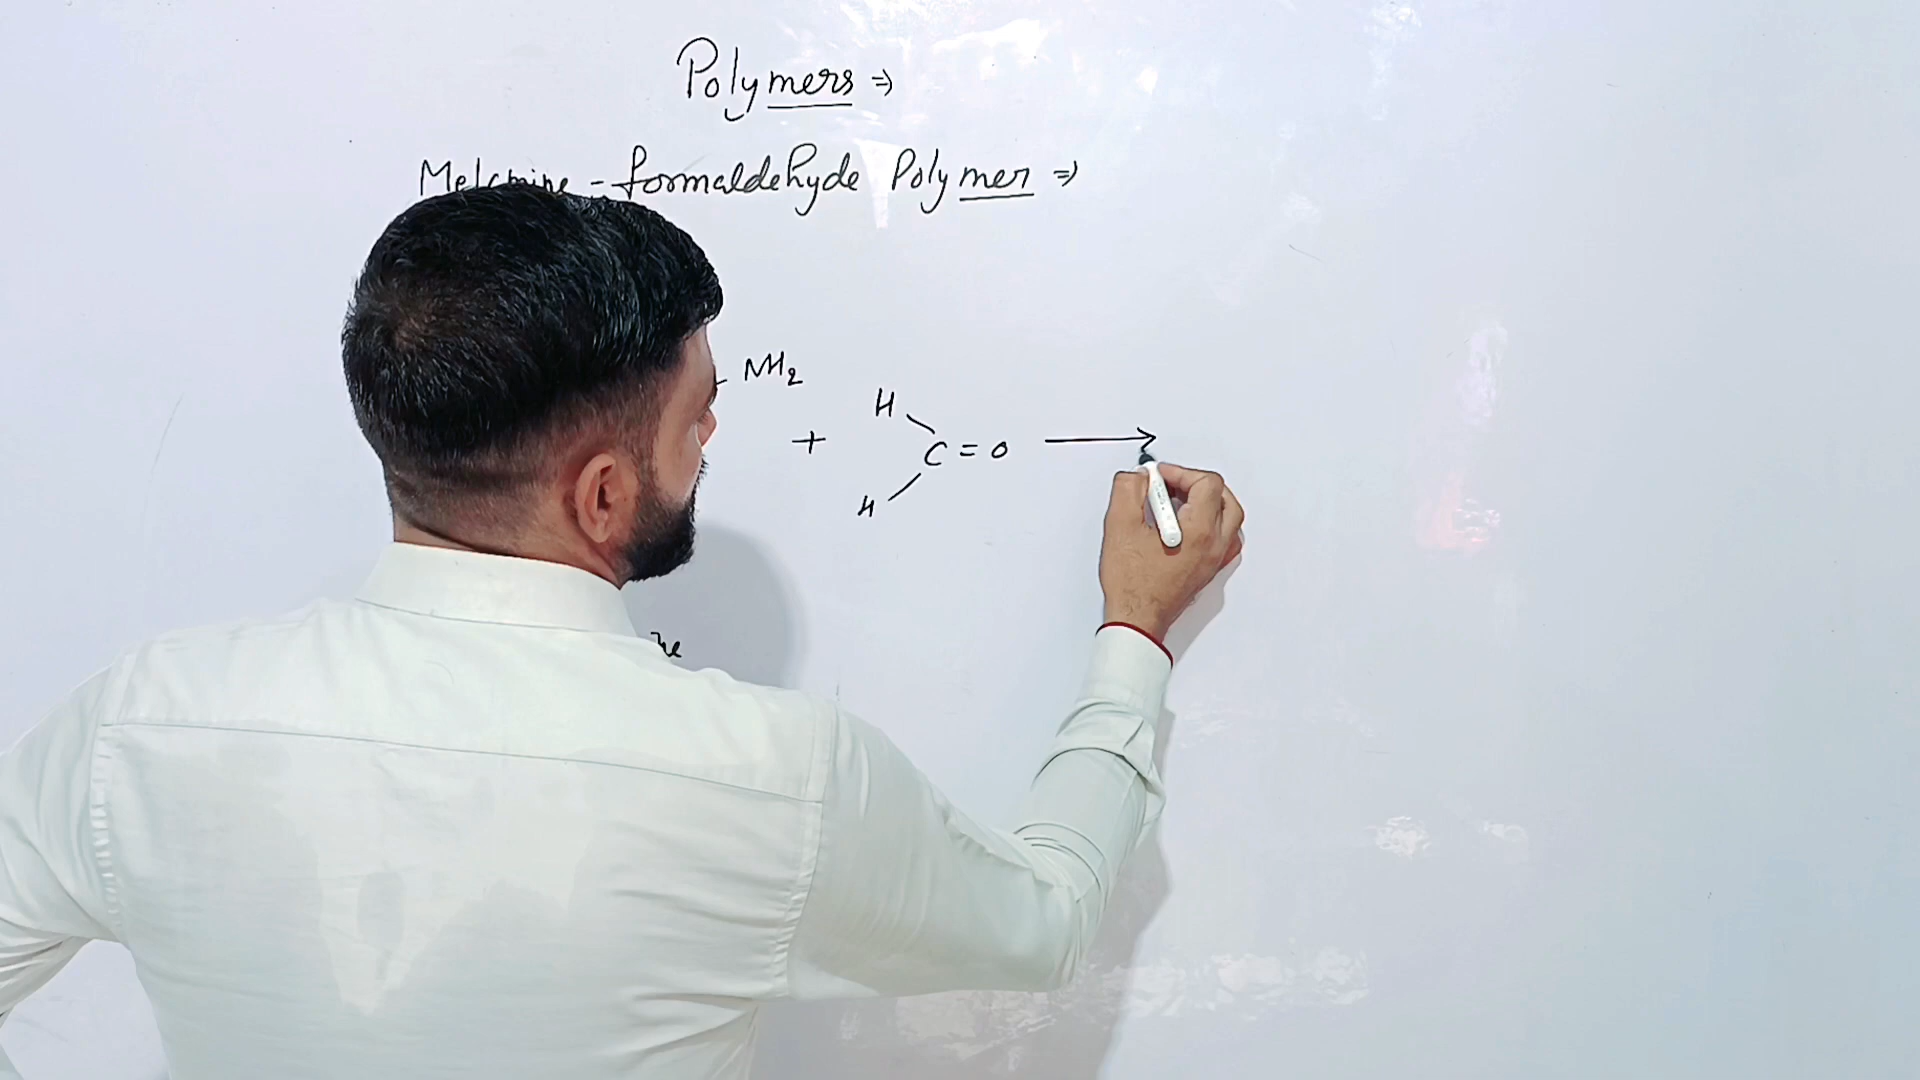 Polymers ⇒
Melamine - formaldehyde Polymer ⇒
NH2
+
H
C = O
H